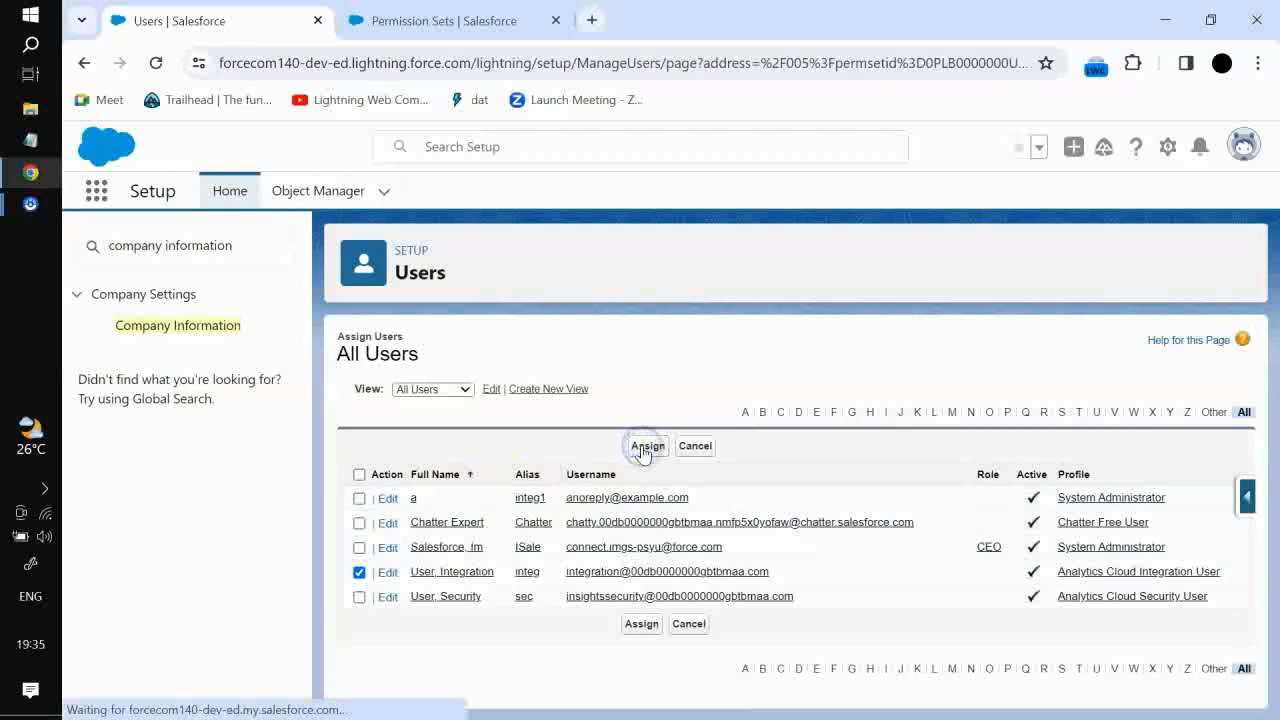 Users | Salesforce
Permission Sets | Salesforce
forcecom140-dev-ed.lightning.force.com/lightning/setup/ManageUsers/page?address=%2F005%3Fpermsetid%3D0PLB0000000U...
Meet
Trailhead | The fun...
Lightning Web Com...
dat
Launch Meeting - Z...
Search Setup
Setup
Home
Object Manager
company information
Company Settings
Company Information
Didn't find what you're looking for?
Try using Global Search.
SETUP
Users
Assign Users
All Users
Help for this Page
View: All Users Edit | Create New View
A | B | C | D | E | F | G | H | I | J | K | L | M | N | O | P | Q | R | S | T | U | V | W | X | Y | Z | Other All
Assign Cancel
Action Full Name Alias Username Role Active Profile
| Edit a integ1 anoreply@example.com System Administrator
| Edit Chatter Expert Chatter chatty.00db0000000gbtbmaa.nmfp5x0yofaw@chatter.salesforce.com Chatter Free User
| Edit Salesforce, Im ISale connect.imgs-psyu@force.com CEO System Administrator
| Edit User, Integration integ integration@00db0000000gbtbmaa.com Analytics Cloud Integration User
| Edit User, Security sec insightssecurity@00db0000000gbtbmaa.com Analytics Cloud Security User
Assign Cancel
A | B | C | D | E | F | G | H | I | J | K | L | M | N | O | P | Q | R | S | T | U | V | W | X | Y | Z | Other All
Waiting for forcecom140-dev-ed.my.salesforce.com...
26°C
ENG
19:35